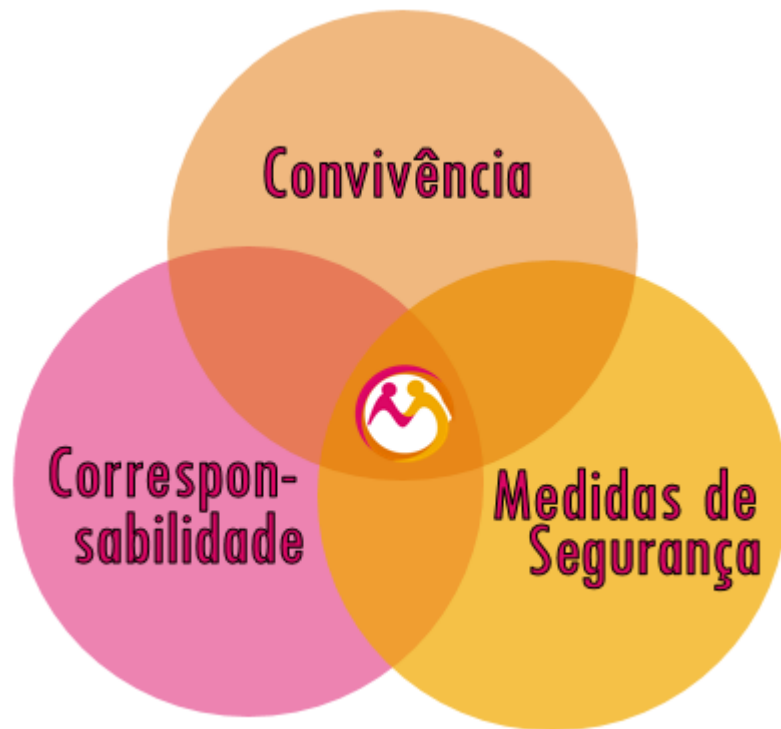 Convivência
Correspon-
sabilidade
Medidas de
Segurança